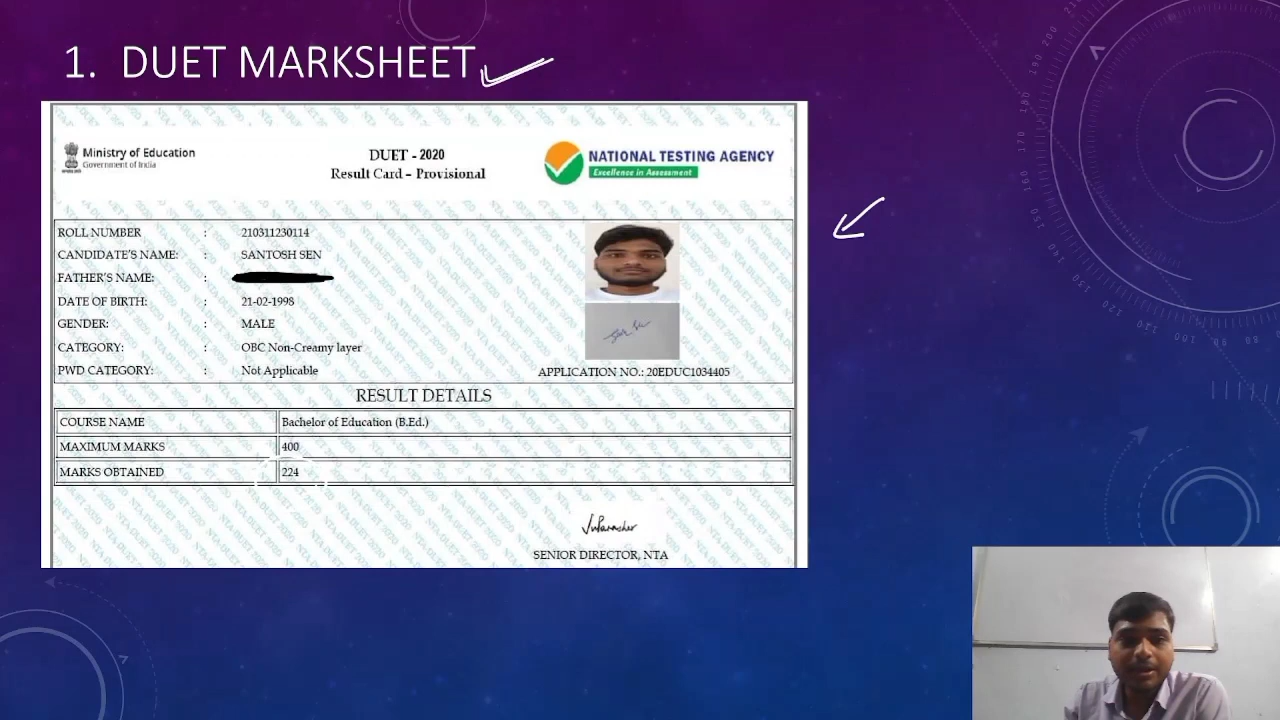 1. DUET MARKSHEET
Ministry of Education
Government of India
DUET - 2020
Result Card – Provisional
NATIONAL TESTING AGENCY
Excellence in Assessment
ROLL NUMBER : 210311230114
CANDIDATE'S NAME: : SANTOSH SEN
FATHER'S NAME: :
DATE OF BIRTH: : 21-02-1998
GENDER: : MALE
CATEGORY: : OBC Non-Creamy layer
PWD CATEGORY: : Not Applicable
APPLICATION NO.: 20EDUC1034405
RESULT DETAILS
COURSE NAME Bachelor of Education (B.Ed.)
MAXIMUM MARKS 400
MARKS OBTAINED 224
SENIOR DIRECTOR, NTA